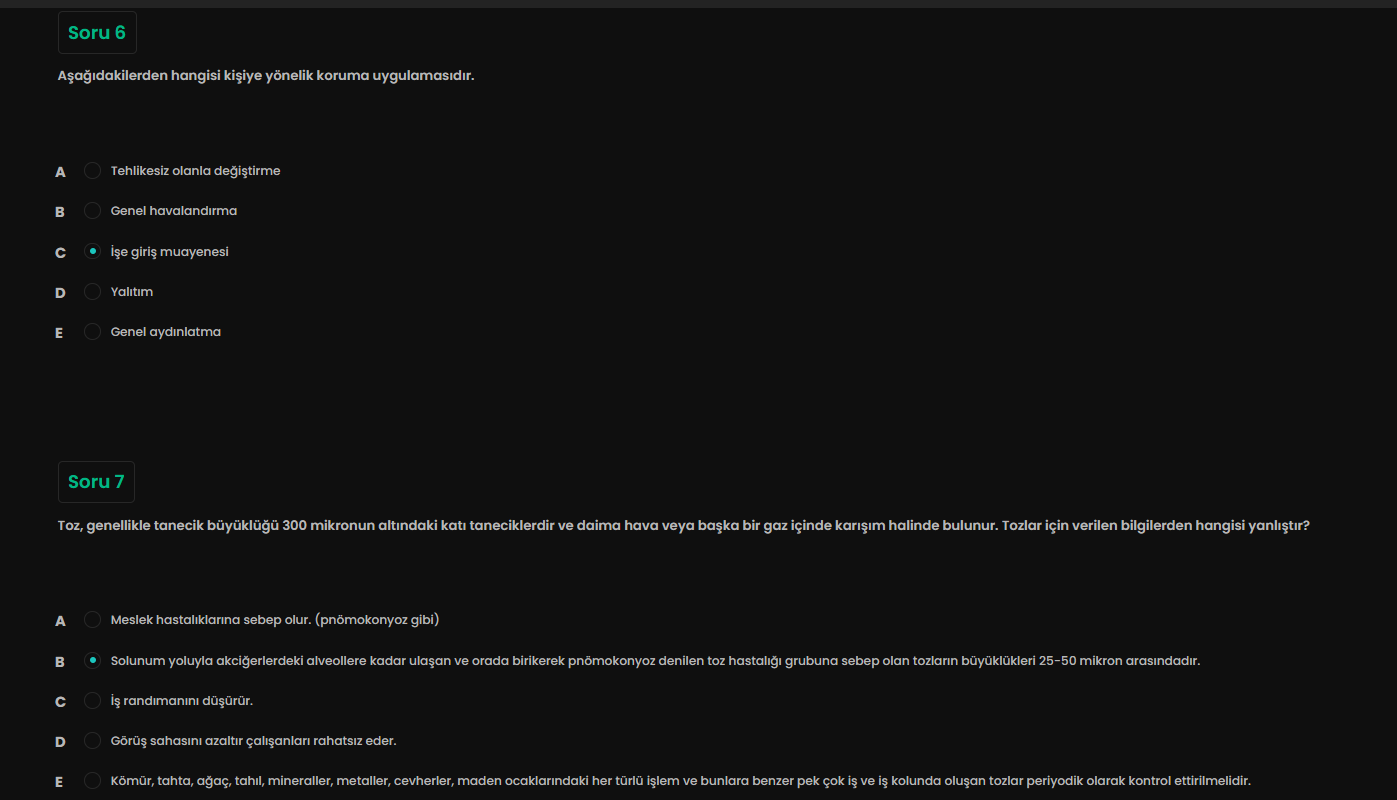 Soru 6
Aşağıdakilerden hangisi kişiye yönelik koruma uygulamasıdır.
A Tehlikesiz olanla değiştirme
B Genel havalandırma
C İşe giriş muayenesi
D Yalıtım
E Genel aydınlatma
Soru 7
Toz, genellikle tanecik büyüklüğü 300 mikronun altındaki katı taneciklerdir ve daima hava veya başka bir gaz içinde karışım halinde bulunur. Tozlar için verilen bilgilerden hangisi yanlıştır?
A Meslek hastalıklarına sebep olur. (pnömokonyoz gibi)
B Solunum yoluyla akciğerlerdeki alveollere kadar ulaşan ve orada birikerek pnömokonyoz denilen toz hastalığı grubuna sebep olan tozların büyüklükleri 25-50 mikron arasındadır.
C İş randımanını düşürür.
D Görüş sahasını azaltır çalışanları rahatsız eder.
E Kömür, tahta, ağaç, tahıl, mineraller, metaller, cevherler, maden ocaklarındaki her türlü işlem ve bunlara benzer pek çok iş ve iş kolunda oluşan tozlar periyodik olarak kontrol ettirilmelidir.